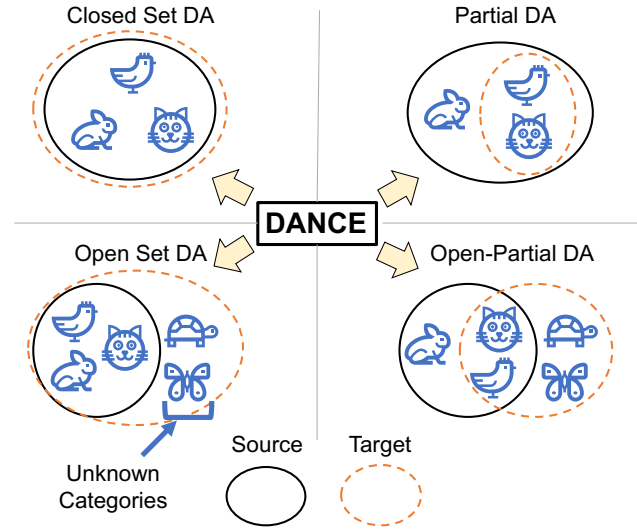 Closed Set DA
Partial DA
DANCE
Open Set DA
Open-Partial DA
Source
Target
Unknown
Categories